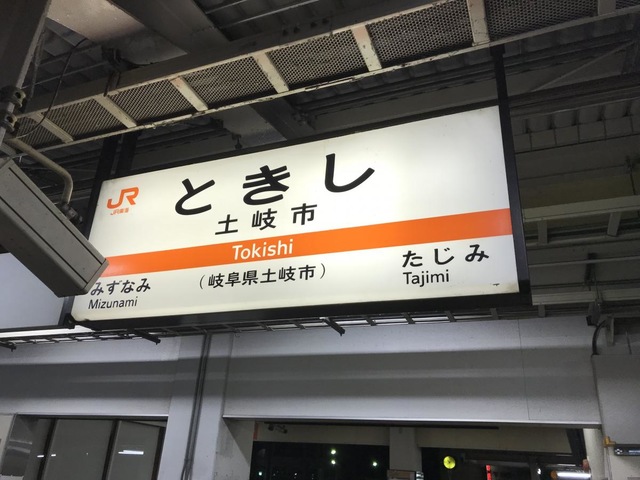 JR
JR東海
ときし
土岐市
Tokishi
(岐阜県土岐市)
みずなみ
Mizunami
たじみ
Tajimi